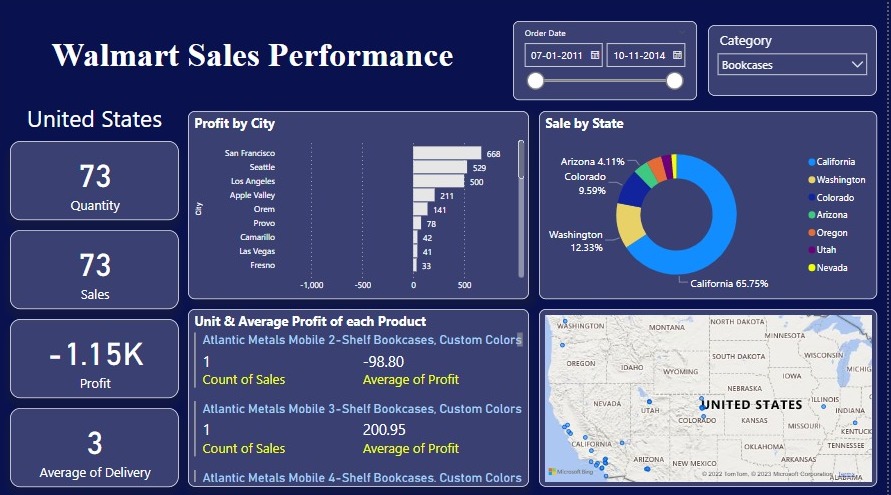 Walmart Sales Performance
Order Date
07-01-2011
10-11-2014
Category
Bookcases
United States
73
Quantity
73
Sales
-1.15K
Profit
3
Average of Delivery
Profit by City
City
San Francisco 668
Seattle 529
Los Angeles 500
Apple Valley 211
Orem 141
Provo 78
Camarillo 42
Las Vegas 41
Fresno 33
-1,000 0 500
Sale by State
Arizona 4.11%
Colorado
9.59%
Washington
12.33%
California 65.75%
California
Washington
Colorado
Arizona
Oregon
Utah
Nevada
Unit & Average Profit of each Product
Atlantic Metals Mobile 2-Shelf Bookcases, Custom Colors
1 -98.80
Count of Sales Average of Profit
Atlantic Metals Mobile 3-Shelf Bookcases, Custom Colors
1 200.95
Count of Sales Average of Profit
Atlantic Metals Mobile 4-Shelf Bookcases, Custom Colors
WASHINGTON
MONTANA
NORTH DAKOTA
MINNESOTA
OREGON
IDAHO
SOUTH DAKOTA
WISCONSIN
MICHIG
WYOMING
IOWA
NEBRASKA
NEVADA
UTAH
UNITED STATES
ILLINOIS
INDIANA
COLORADO
KANSAS
MISSOURI
KENTUCK
CALIFORNIA
OKLAHOMA
TENNESSEE
ARIZONA
NEW MEXICO
ARKANSAS
ALABAMA
Microsoft Bing
© 2022 TomTom, © 2023 Microsoft Corporation Terms